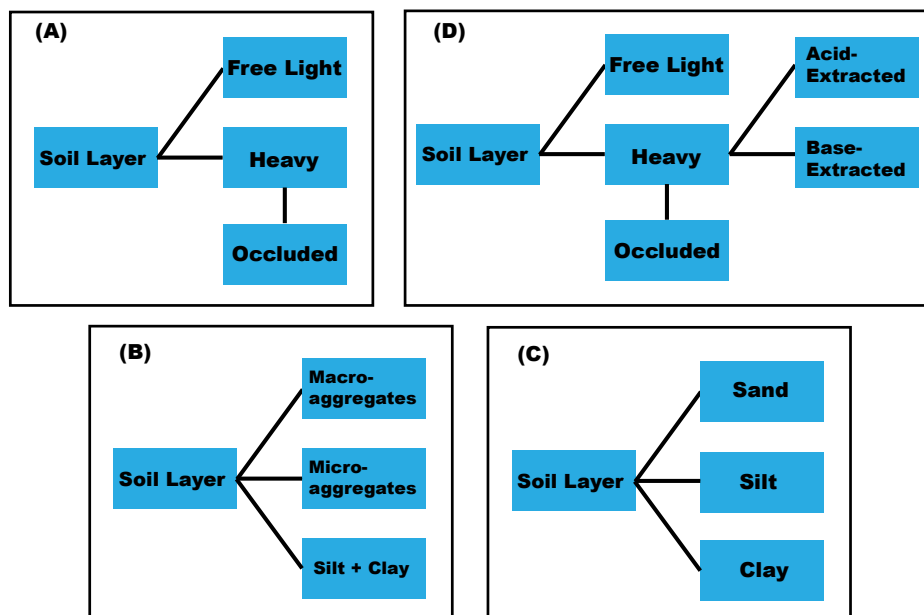 (A)
Free Light
Soil Layer
Heavy
Occluded
(D)
Free Light
Acid-
Extracted
Soil Layer
Heavy
Base-
Extracted
Occluded
(B)
Macro-
aggregates
Soil Layer
Micro-
aggregates
Silt + Clay
(C)
Sand
Soil Layer
Silt
Clay